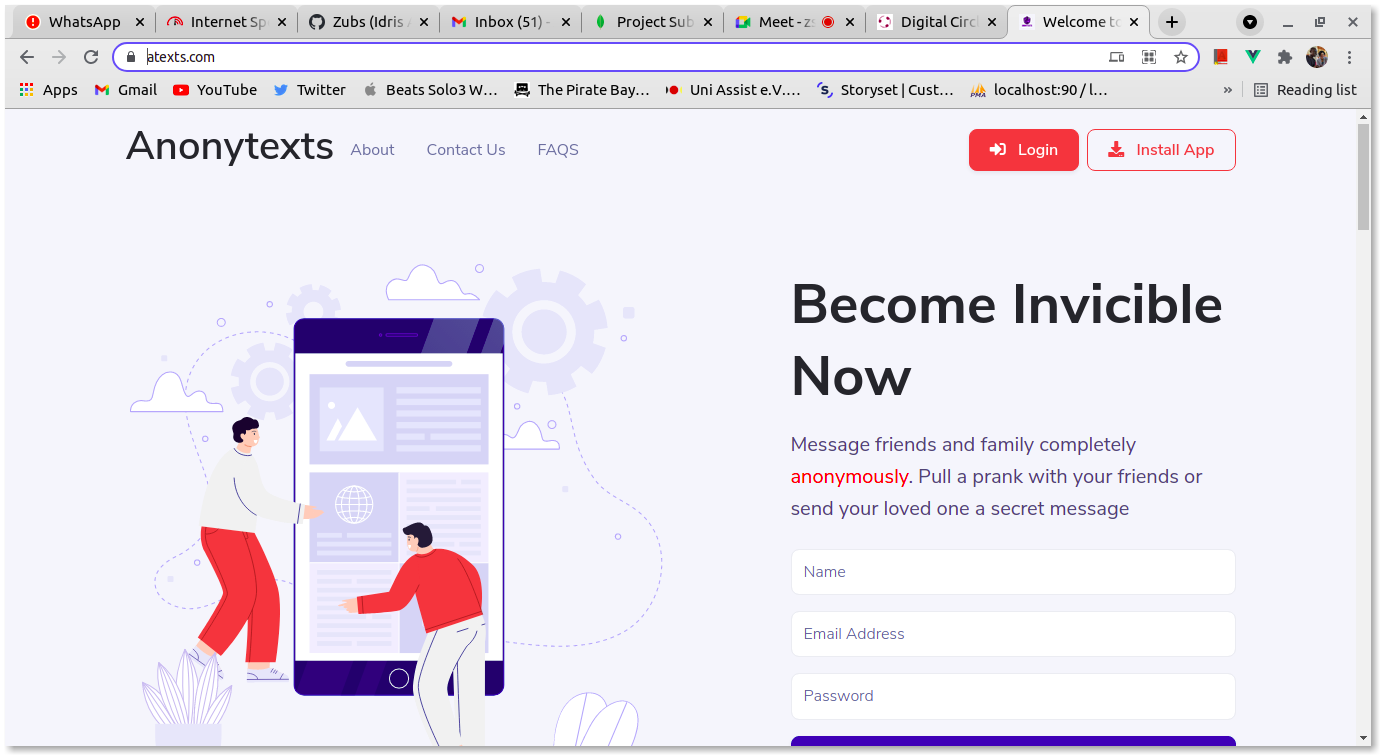 WhatsApp
Internet Sp
Zubs (Idris A
Inbox (51) -
Project Sub
Meet - zs
Digital Circl
Welcome to
atexts.com
Apps
Gmail
YouTube
Twitter
Beats Solo3 W...
The Pirate Bay...
Uni Assist e.V....
Storyset | Cust...
localhost:90 / l...
»
Reading list
Anonytexts
About
Contact Us
FAQS
Login
Install App
Become Invicible
Now
Message friends and family completely
anonymously. Pull a prank with your friends or
send your loved one a secret message
Name
Email Address
Password